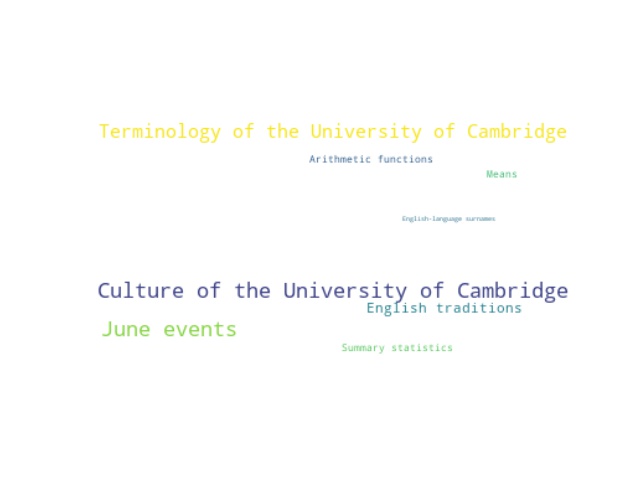 Terminology of the University of Cambridge
Arithmetic functions
Means
English-language surnames
Culture of the University of Cambridge
English traditions
June events
Summary statistics